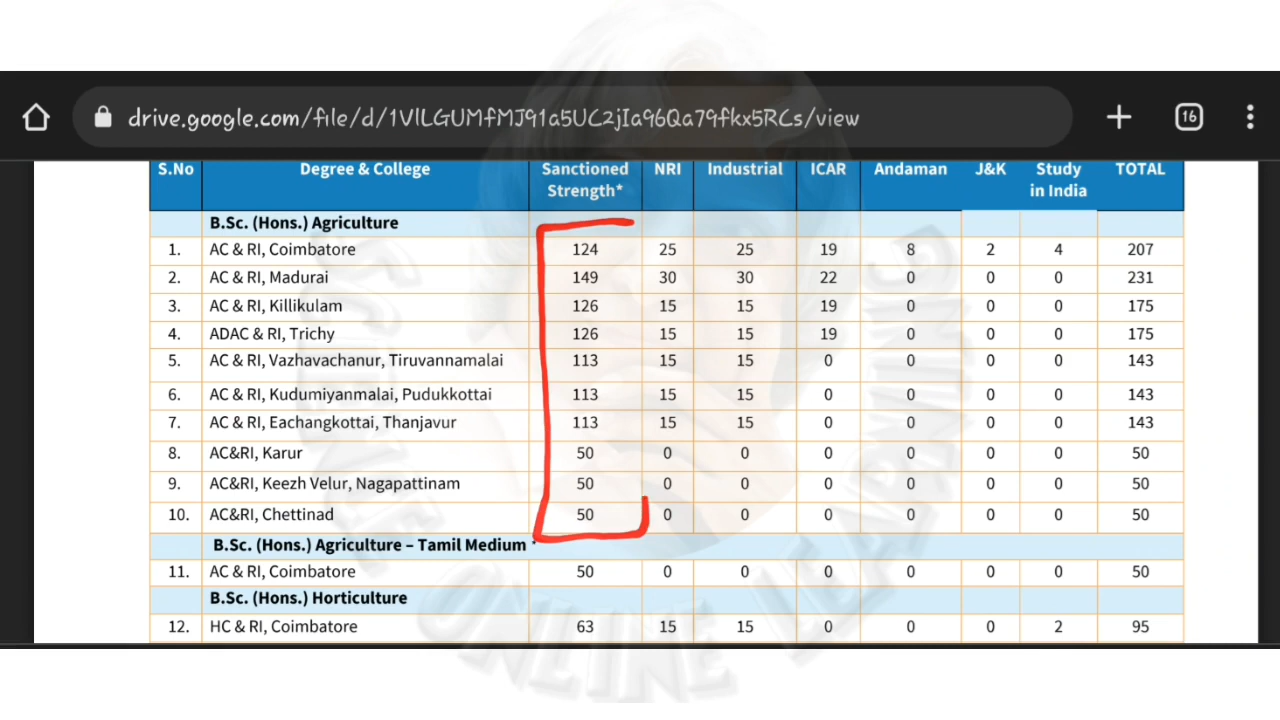 drive.google.com/file/d/1VlLGUMfMJ91a5UC2jIa96Qa79fkx5RCs/view
16
S.No Degree & College Sanctioned Strength* NRI Industrial ICAR Andaman J&K Study in India TOTAL
B.Sc. (Hons.) Agriculture
1. AC & RI, Coimbatore 124 25 25 19 8 2 4 207
2. AC & RI, Madurai 149 30 30 22 0 0 0 231
3. AC & RI, Killikulam 126 15 15 19 0 0 0 175
4. ADAC & RI, Trichy 126 15 15 19 0 0 0 175
5. AC & RI, Vazhavachanur, Tiruvannamalai 113 15 15 0 0 0 0 143
6. AC & RI, Kudumiyanmalai, Pudukkottai 113 15 15 0 0 0 0 143
7. AC & RI, Eachangkottai, Thanjavur 113 15 15 0 0 0 0 143
8. AC&RI, Karur 50 0 0 0 0 0 0 50
9. AC&RI, Keezh Velur, Nagapattinam 50 0 0 0 0 0 0 50
10. AC&RI, Chettinad 50 0 0 0 0 0 0 50
B.Sc. (Hons.) Agriculture – Tamil Medium *
11. AC & RI, Coimbatore 50 0 0 0 0 0 0 50
B.Sc. (Hons.) Horticulture
12. HC & RI, Coimbatore 63 15 15 0 0 0 2 95
SCIENCE ONLINE LEARNING